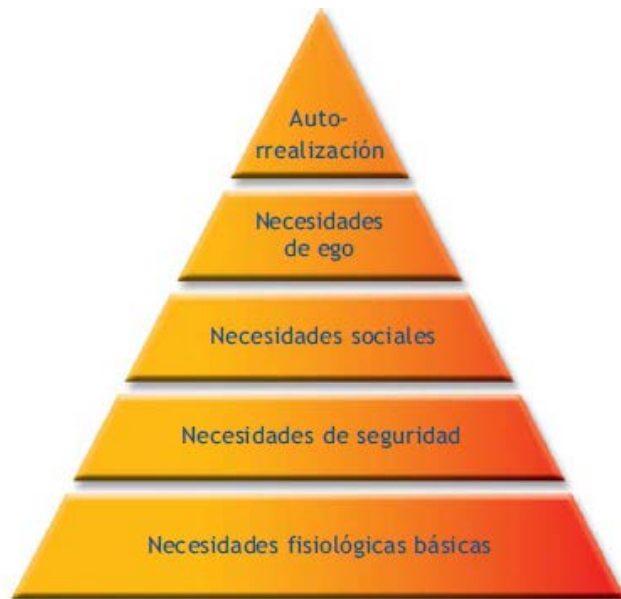 Auto-
rrealización
Necesidades
de ego
Necesidades sociales
Necesidades de seguridad
Necesidades fisiológicas básicas